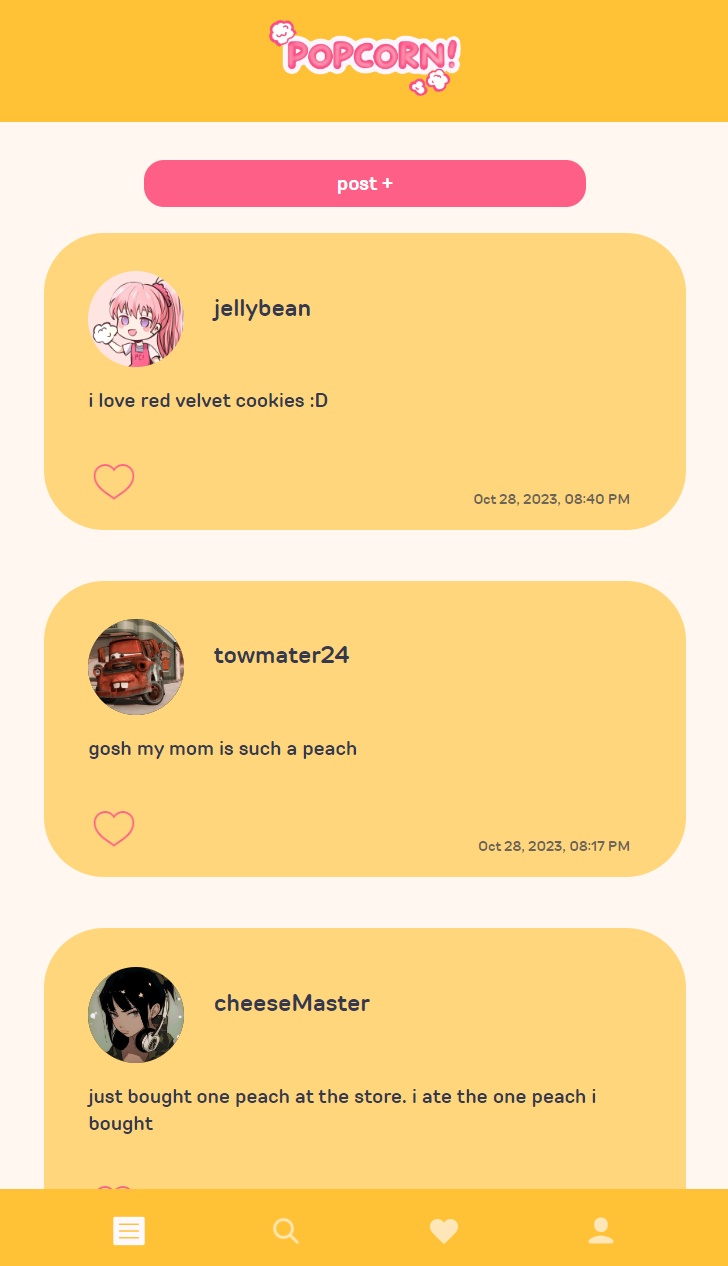 POPCORN!
post +
jellybean
i love red velvet cookies :D
Oct 28, 2023, 08:40 PM
towmater24
gosh my mom is such a peach
Oct 28, 2023, 08:17 PM
cheeseMaster
just bought one peach at the store. i ate the one peach i
bought